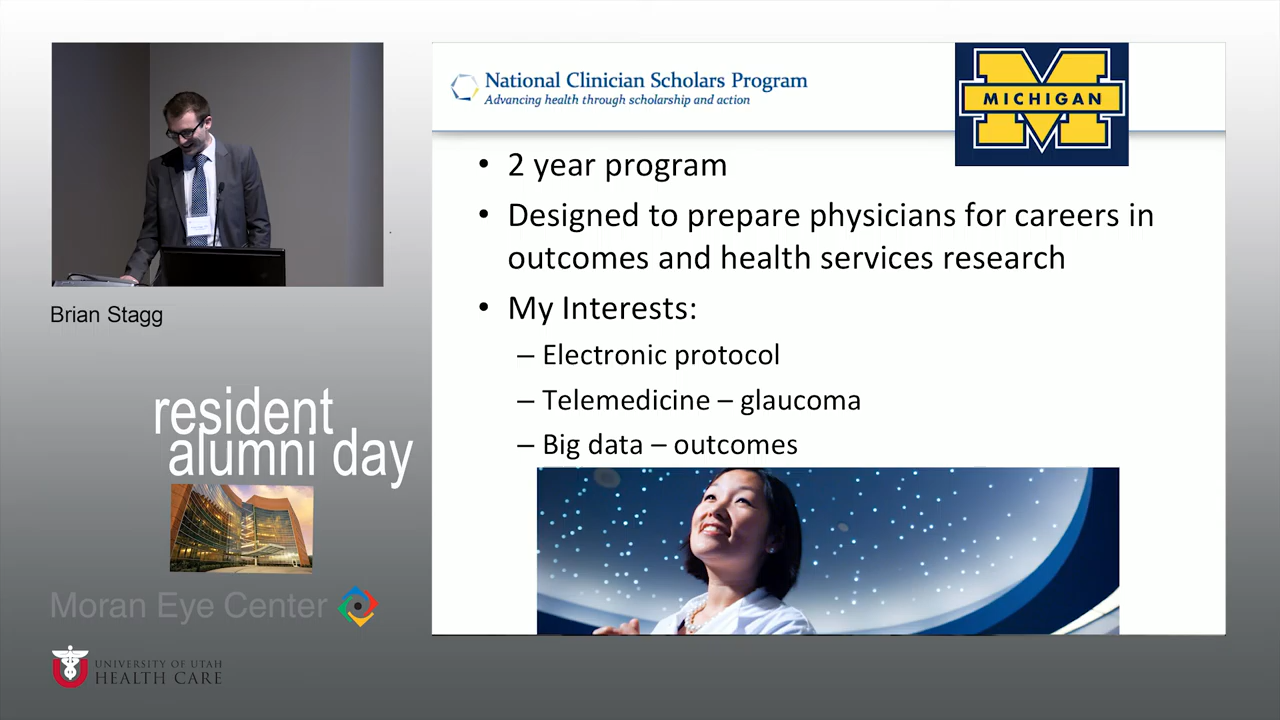 National Clinician Scholars Program
Advancing health through scholarship and action
MICHIGAN
• 2 year program
• Designed to prepare physicians for careers in
outcomes and health services research
• My Interests:
– Electronic protocol
– Telemedicine – glaucoma
– Big data – outcomes
Brian Stagg
resident
alumni day
Moran Eye Center
UNIVERSITY OF UTAH
HEALTH CARE